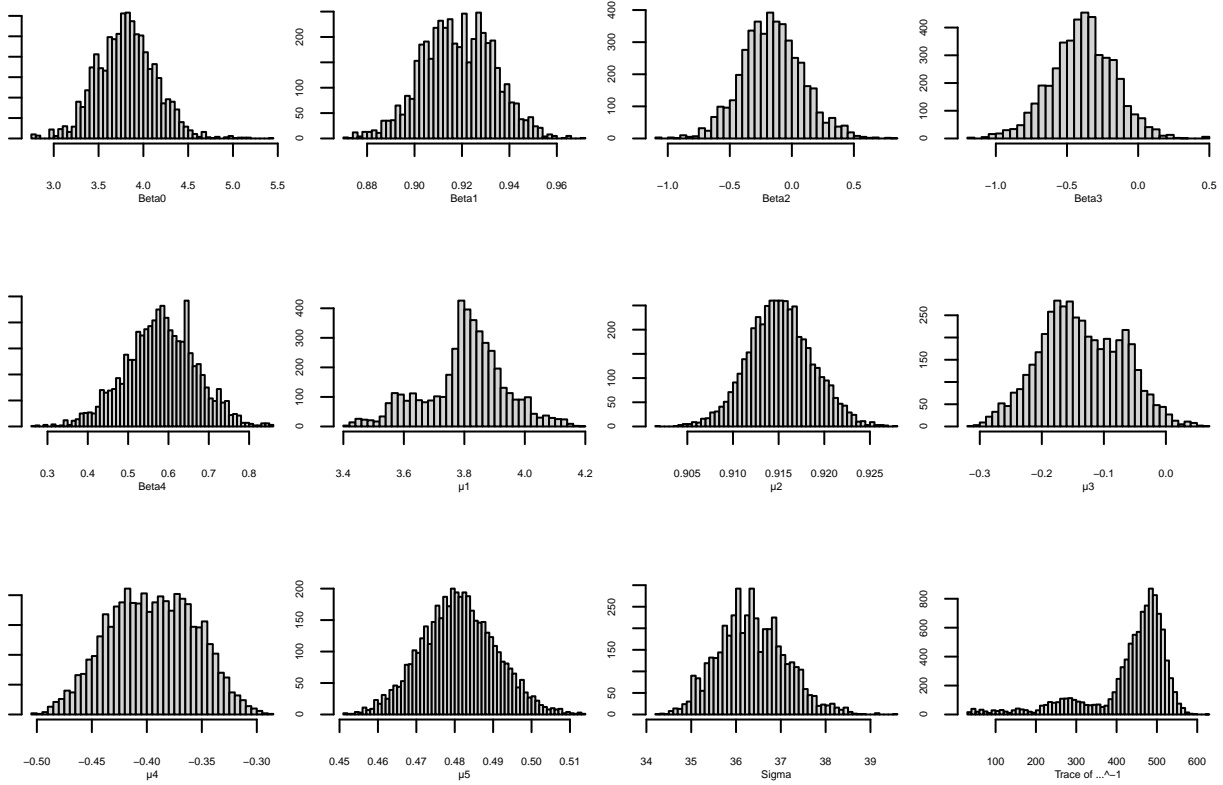 0 50 100 200
0 100 200 300 400
0 100 200 300 400
3.0 3.5 4.0 4.5 5.0 5.5
0.88 0.90 0.92 0.94 0.96
−1.0 −0.5 0.0 0.5
−1.0 −0.5 0.0 0.5
Beta0
Beta1
Beta2
Beta3
0 100 200 300 400
0 50 100 200
0 50 150 250
0.3 0.4 0.5 0.6 0.7 0.8
3.4 3.6 3.8 4.0 4.2
0.905 0.910 0.915 0.920 0.925
−0.3 −0.2 −0.1 0.0
Beta4
μ1
μ2
μ3
0 50 100 150 200
0 50 150 250
0 200 400 600 800
−0.50 −0.45 −0.40 −0.35 −0.30
0.45 0.46 0.47 0.48 0.49 0.50 0.51
34 35 36 37 38 39
100 200 300 400 500 600
μ4
μ5
Sigma
Trace of ...^−1